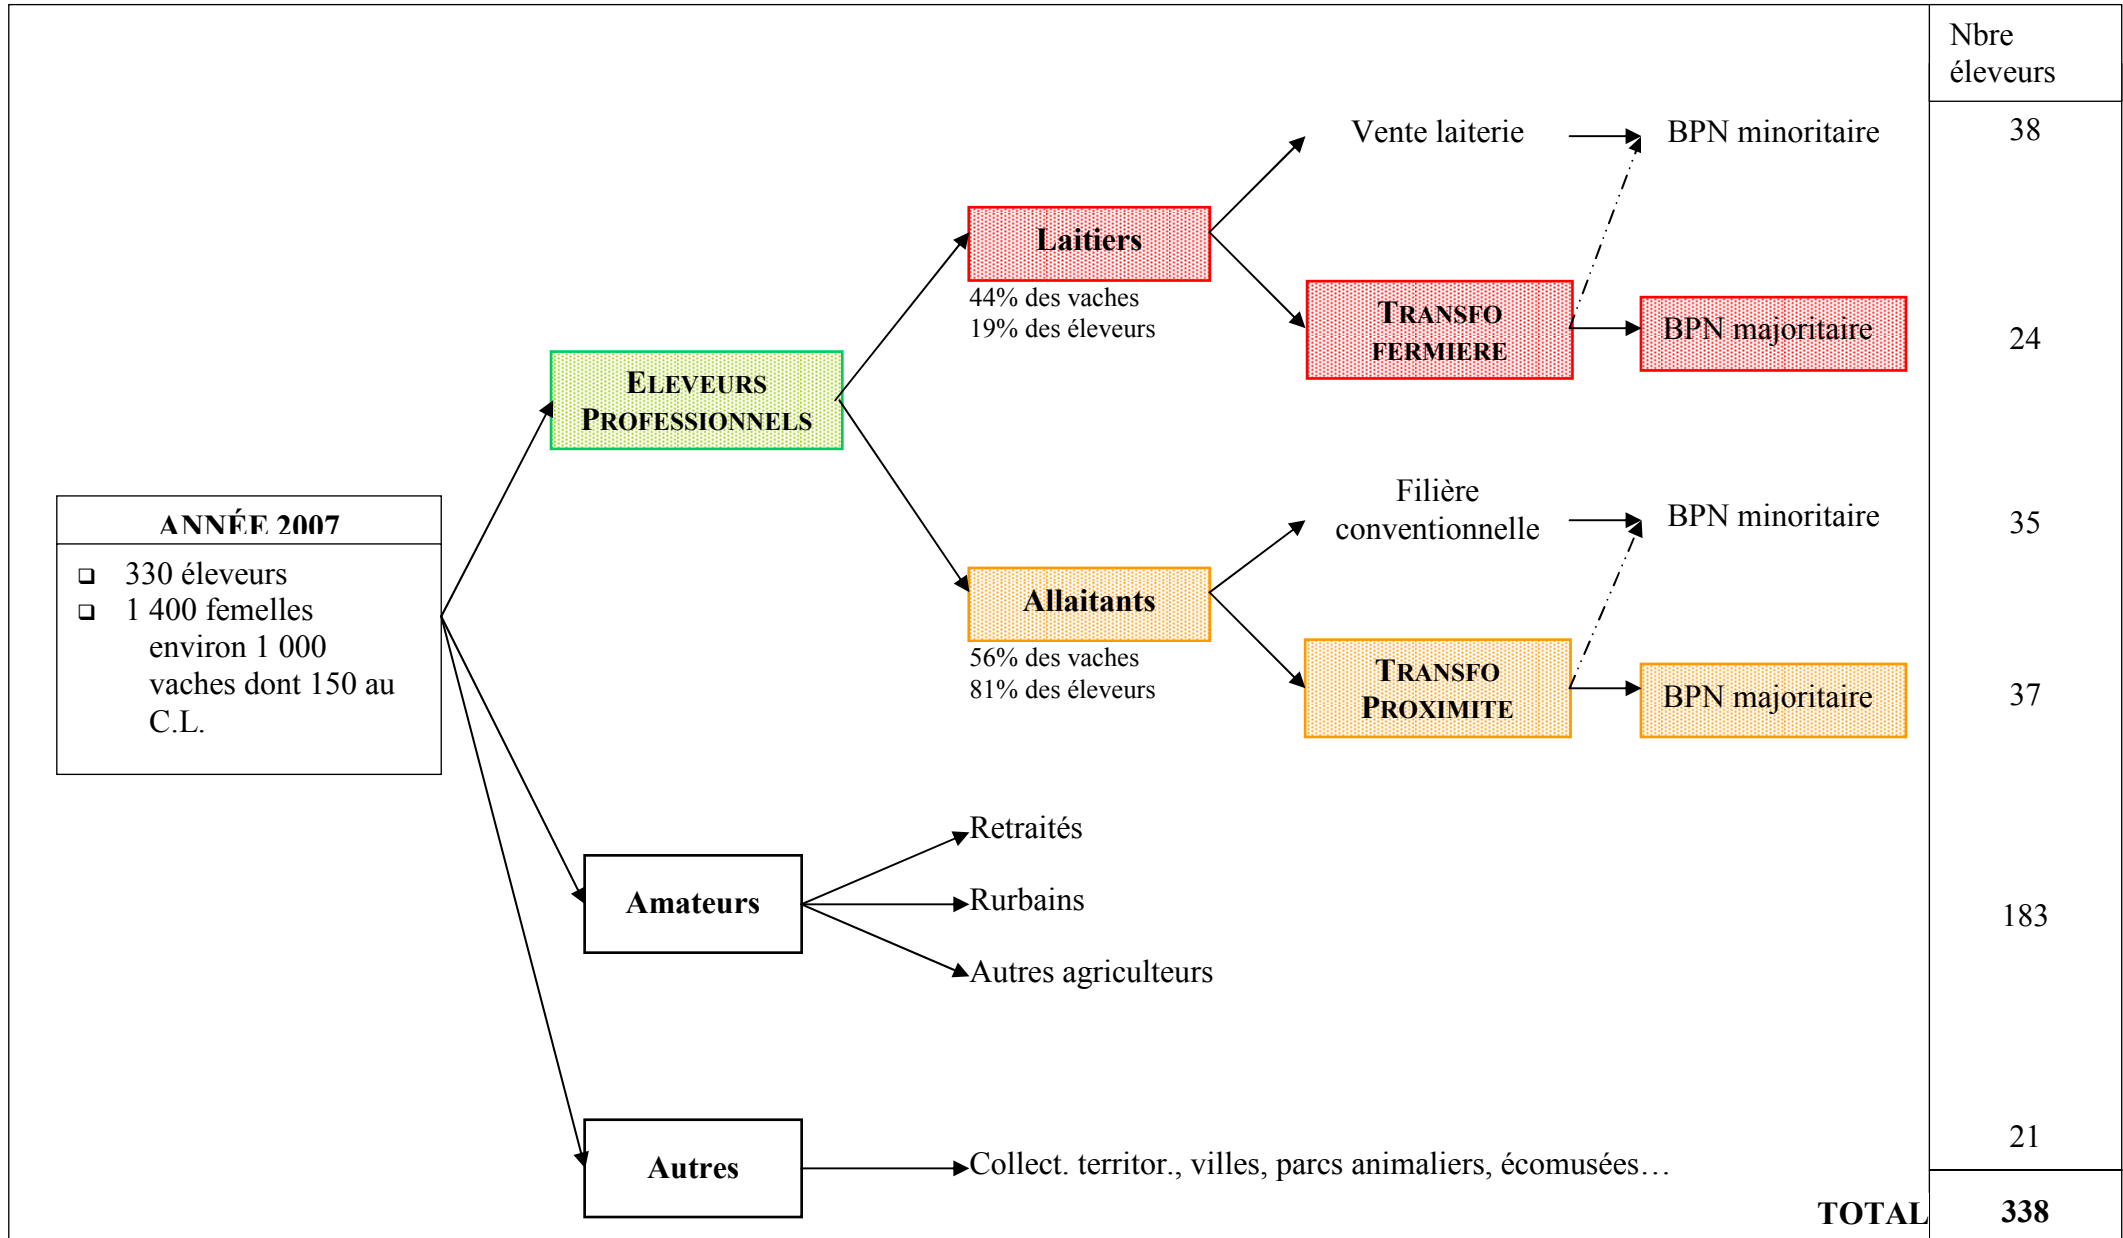 Nbre
éleveurs
Vente laiterie
BPN minoritaire
38
Laitiers
44% des vaches
19% des éleveurs
TRANSFO
FERMIERE
BPN majoritaire
24
ELEVEURS
PROFESSIONNELS
Filière
conventionnelle
BPN minoritaire
35
ANNÉE 2007
❑ 330 éleveurs
❑ 1 400 femelles
environ 1 000
vaches dont 150 au
C.L.
Allaitants
56% des vaches
81% des éleveurs
TRANSFO
PROXIMITE
BPN majoritaire
37
Amateurs
Retraités
Rurbains
Autres agriculteurs
183
Autres
Collect. territor., villes, parcs animaliers, écomusées…
21
TOTAL 338